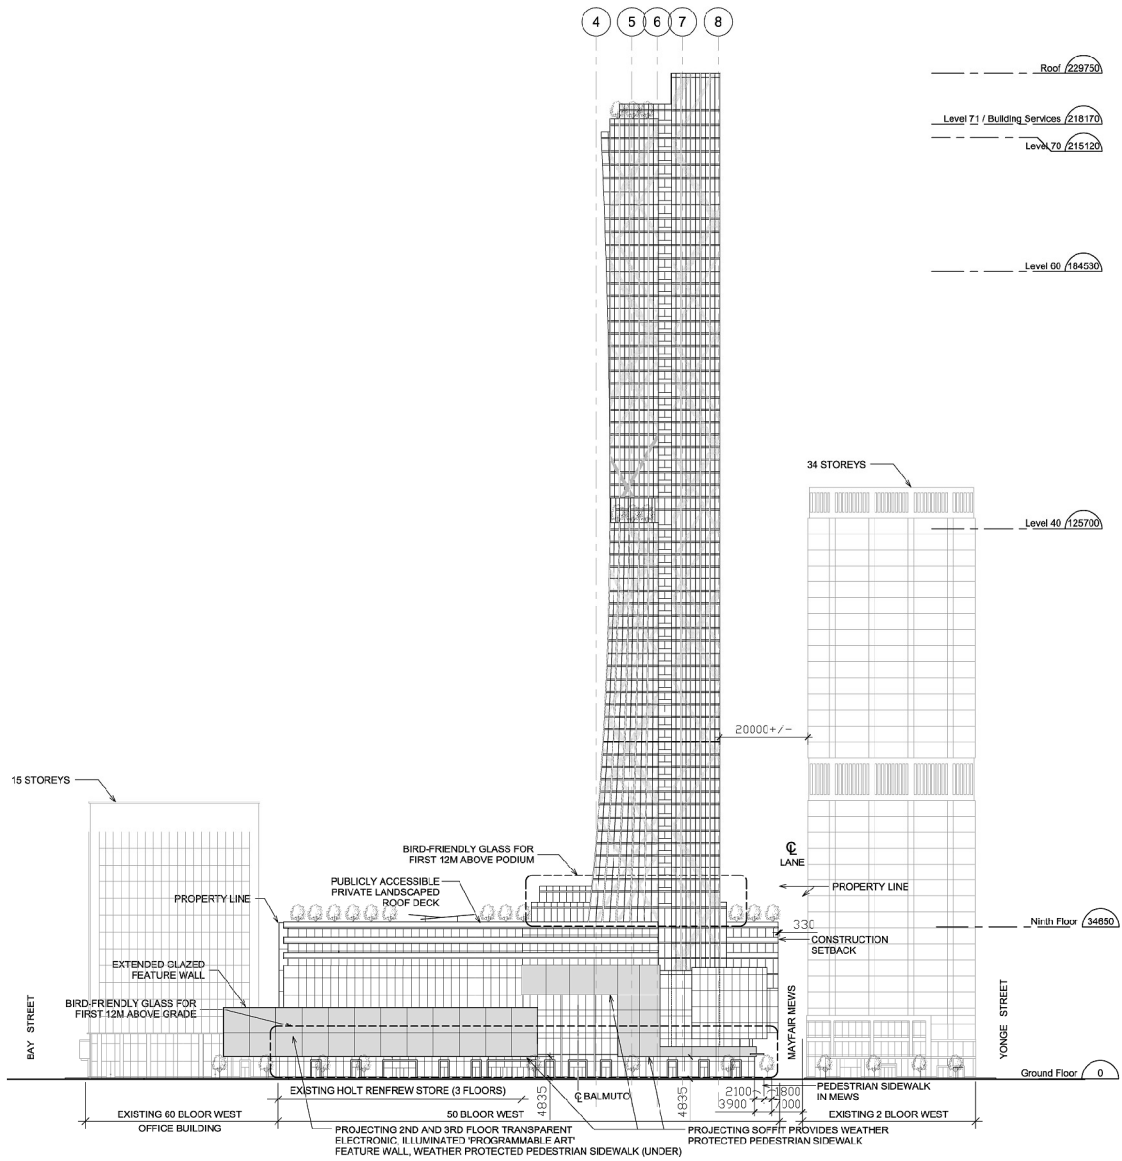 4 5 6 7 8
Roof 229750
Level 71 / Building Services 218170
Level 70 215120
Level 60 184530
34 STOREYS
Level 40 125700
20000+/-
15 STOREYS
BIRD-FRIENDLY GLASS FOR
FIRST 12M ABOVE PODIUM
LANE
PUBLICLY ACCESSIBLE
PRIVATE LANDSCAPED
ROOF DECK
PROPERTY LINE
PROPERTY LINE
Ninth Floor 34650
330
CONSTRUCTION
SETBACK
EXTENDED GLAZED
FEATURE WALL
BIRD-FRIENDLY GLASS FOR
FIRST 12M ABOVE GRADE
BAY STREET
MAYFAIR MEWS
YONGE STREET
Ground Floor 0
EXISTING HOLT RENFREW STORE (3 FLOORS)
4835
BALMUTO
4835
2100
1800
3900
7000
PEDESTRIAN SIDEWALK
IN MEWS
EXISTING 60 BLOOR WEST
OFFICE BUILDING
50 BLOOR WEST
EXISTING 2 BLOOR WEST
PROJECTING 2ND AND 3RD FLOOR TRANSPARENT
ELECTRONIC, ILLUMINATED 'PROGRAMMABLE ART'
FEATURE WALL, WEATHER PROTECTED PEDESTRIAN SIDEWALK (UNDER)
PROJECTING SOFFIT PROVIDES WEATHER
PROTECTED PEDESTRIAN SIDEWALK